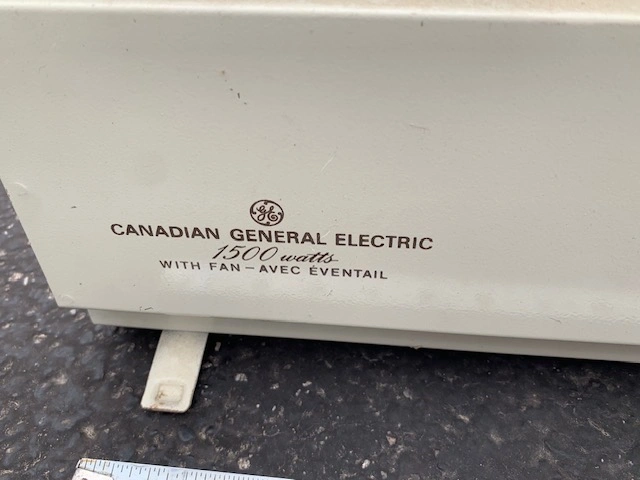 GE
CANADIAN GENERAL ELECTRIC
1500 watts
WITH FAN – AVEC ÉVENTAIL